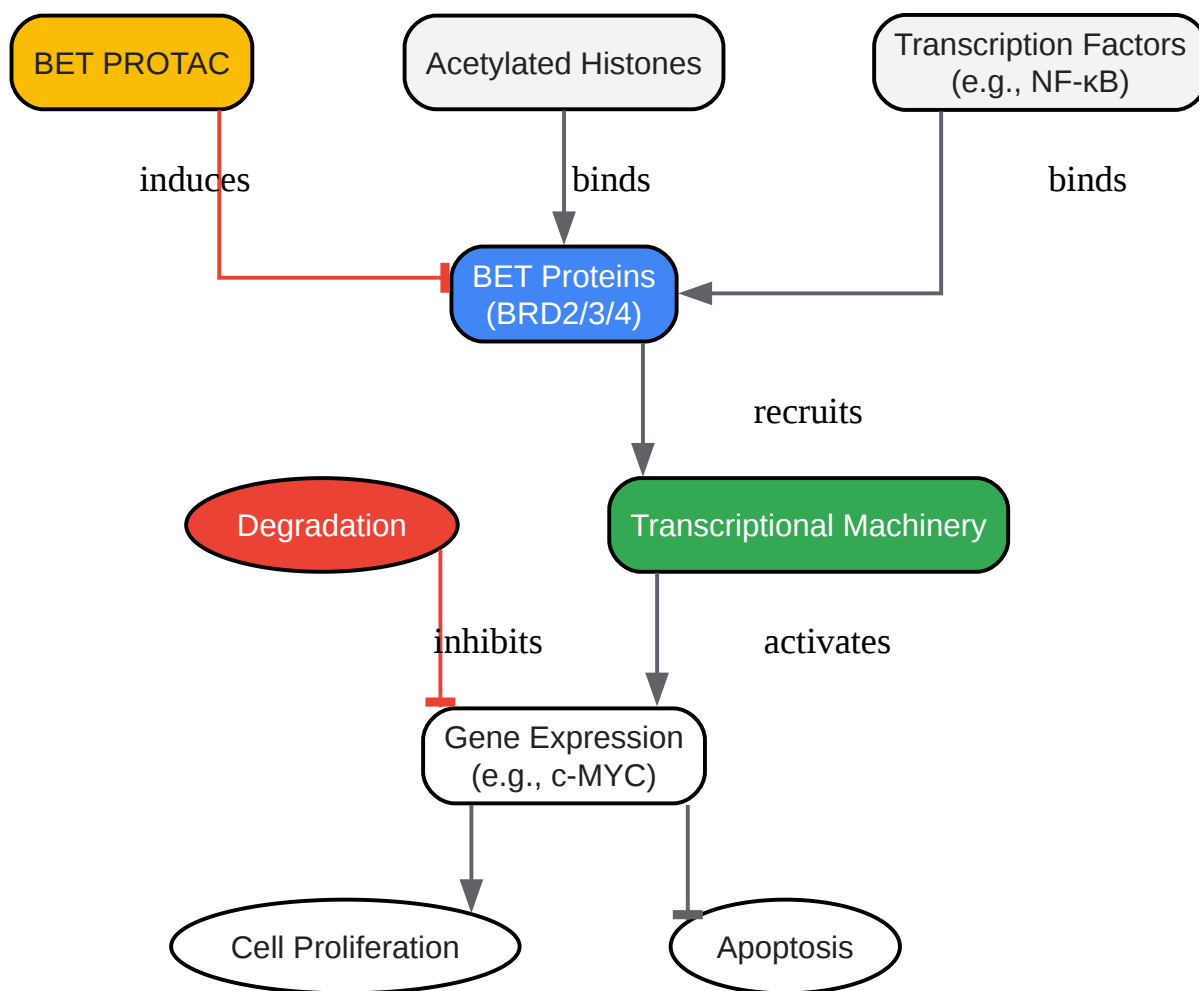 BET PROTAC
Acetylated Histones
Transcription Factors
(e.g., NF-κB)
induces
binds
binds
BET Proteins
(BRD2/3/4)
recruits
Degradation
Transcriptional Machinery
inhibits
activates
Gene Expression
(e.g., c-MYC)
Cell Proliferation
Apoptosis